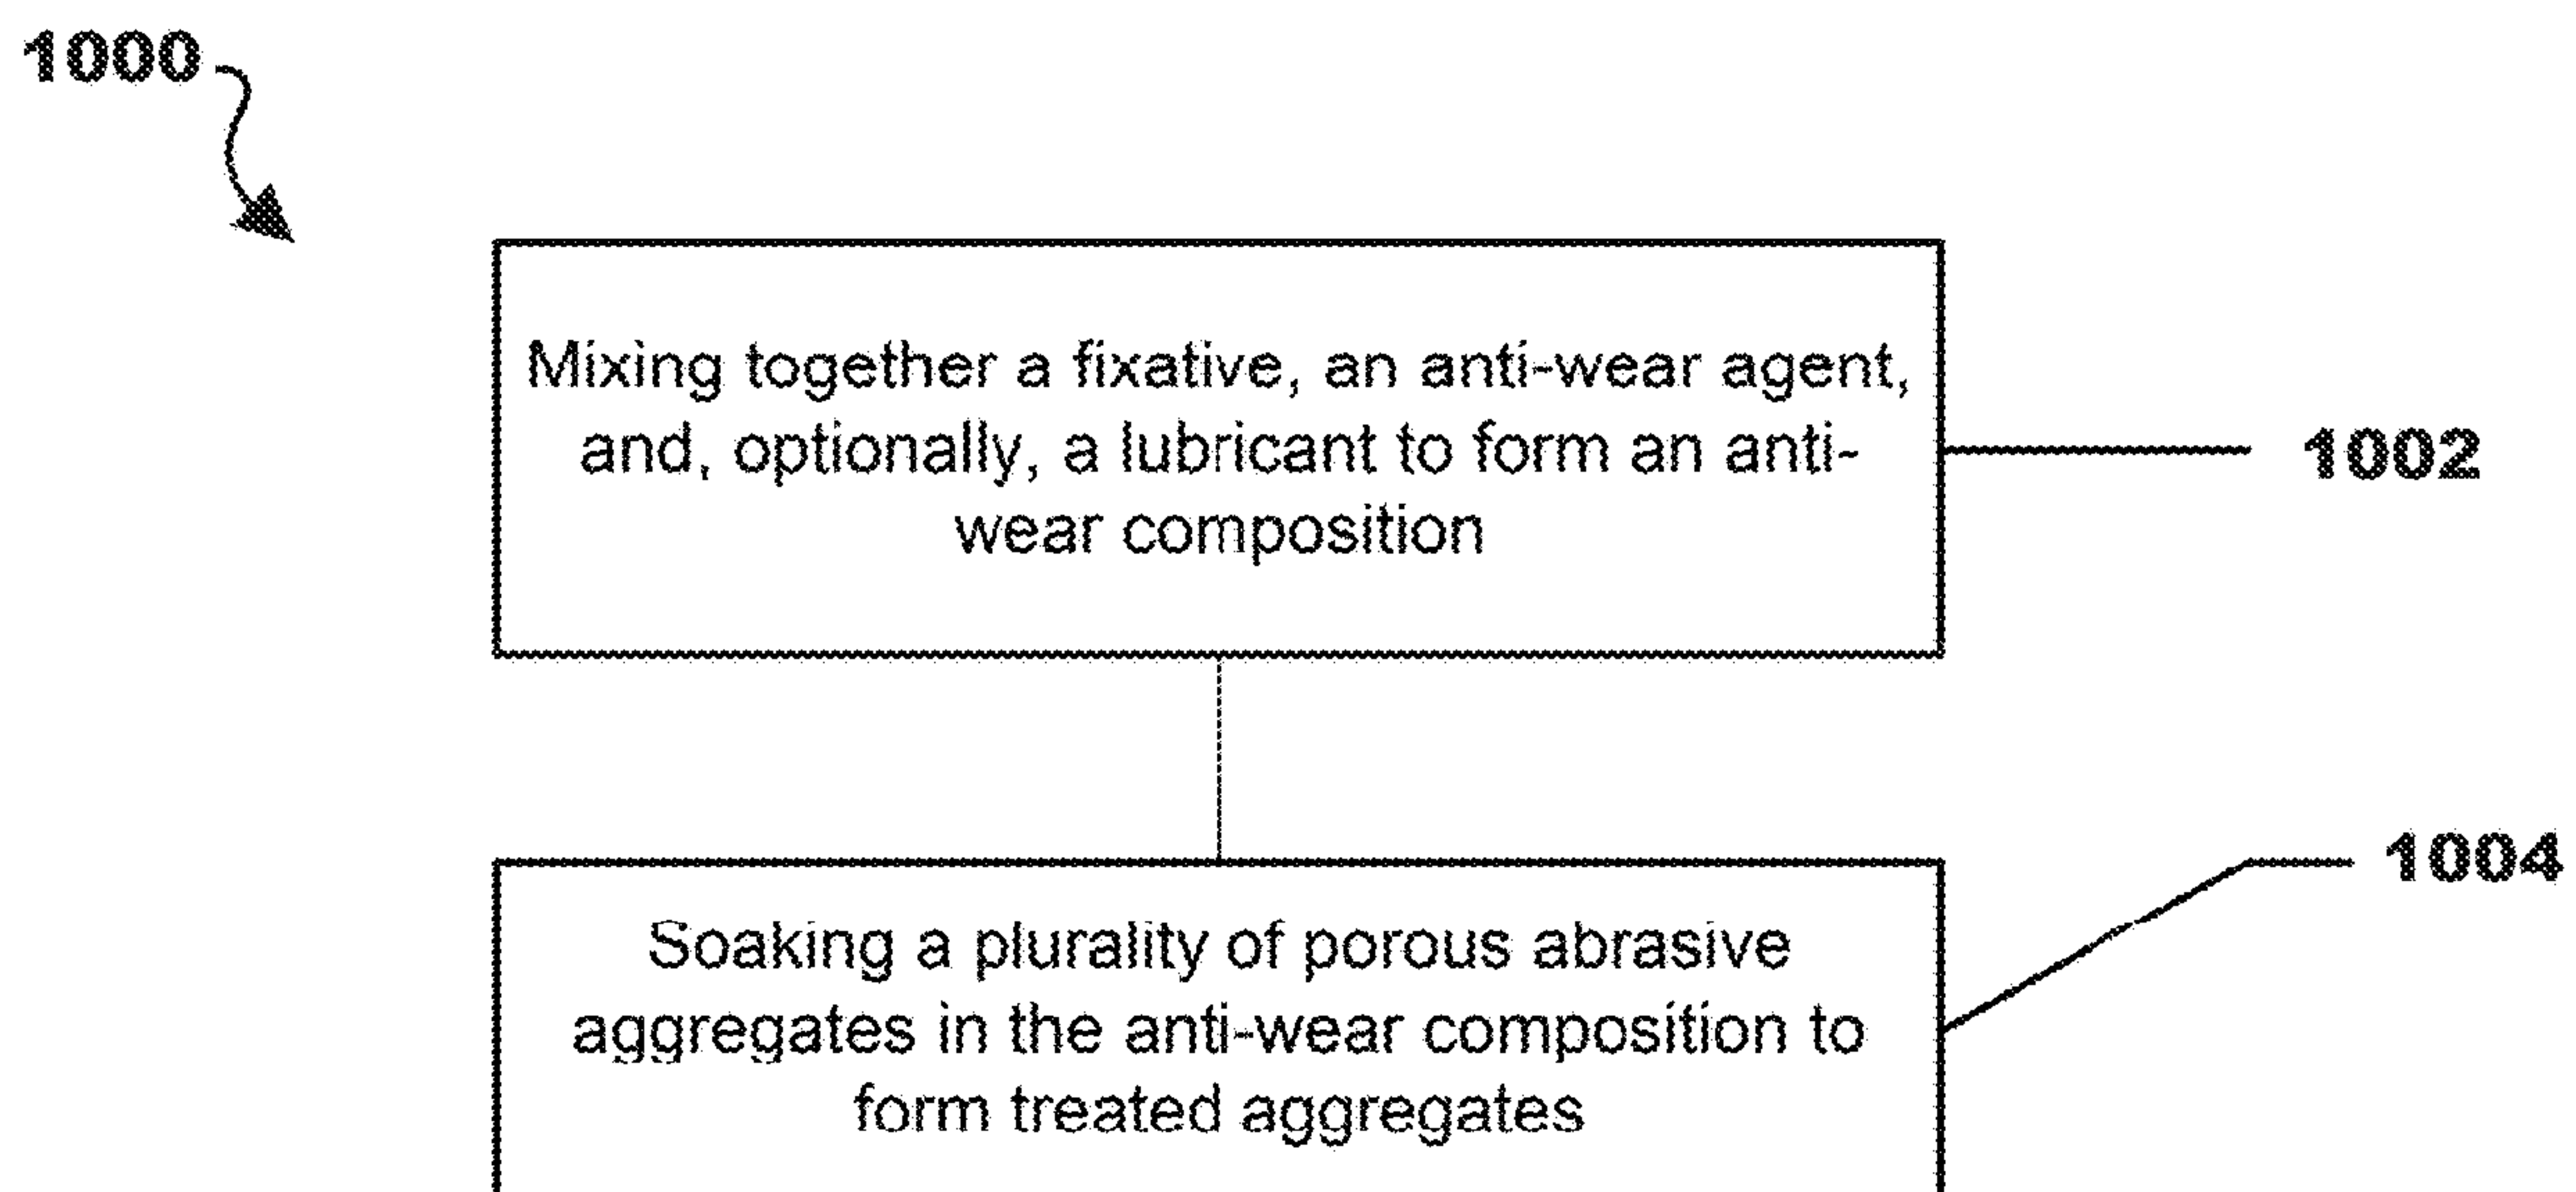 1000
Mixing together a fixative, an anti-wear agent,
and, optionally, a lubricant to form an anti-
wear composition
1002
1004
Soaking a plurality of porous abrasive
aggregates in the anti-wear composition to
form treated aggregates